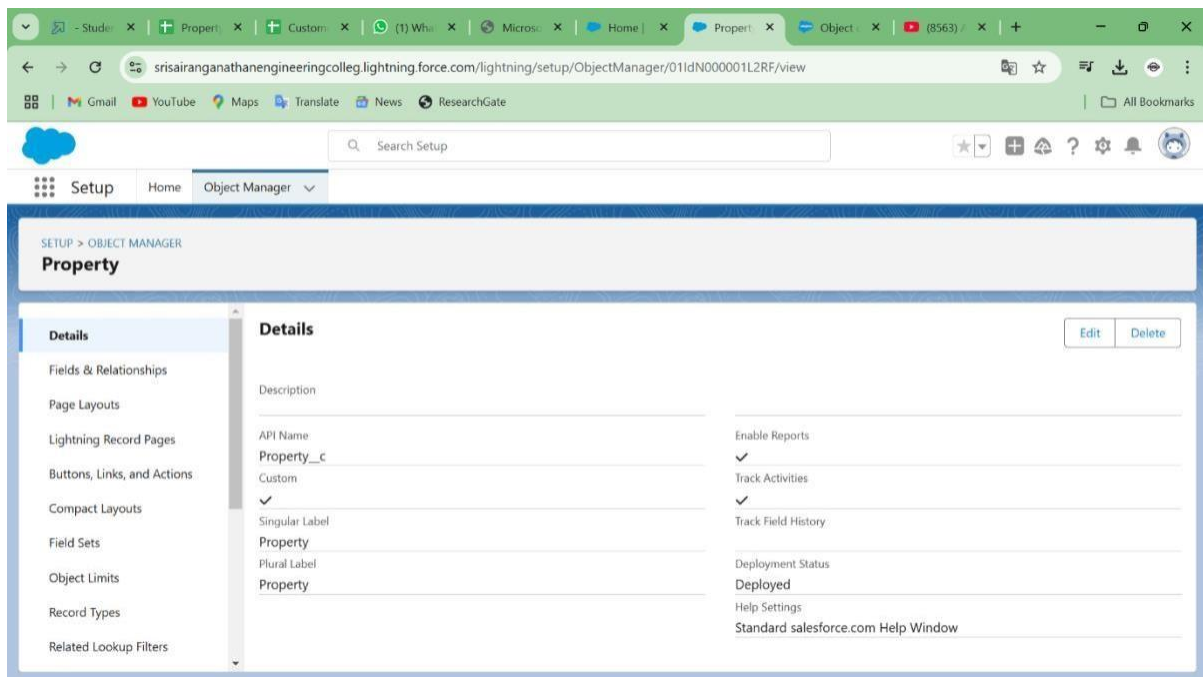 - Stude
Propert
Custom
(1) Wha
Microso
Home |
Propert
Object
(8563)
srisairanganathanengineeringcolleg.lightning.force.com/lightning/setup/ObjectManager/01IdN000001L2RF/view
Gmail YouTube Maps Translate News ResearchGate All Bookmarks
Search Setup
Setup Home Object Manager
SETUP > OBJECT MANAGER
Property
Details
Fields & Relationships
Page Layouts
Lightning Record Pages
Buttons, Links, and Actions
Compact Layouts
Field Sets
Object Limits
Record Types
Related Lookup Filters
Details
Edit Delete
Description
API Name
Property__c
Custom
Singular Label
Property
Plural Label
Property
Enable Reports
Track Activities
Track Field History
Deployment Status
Deployed
Help Settings
Standard salesforce.com Help Window